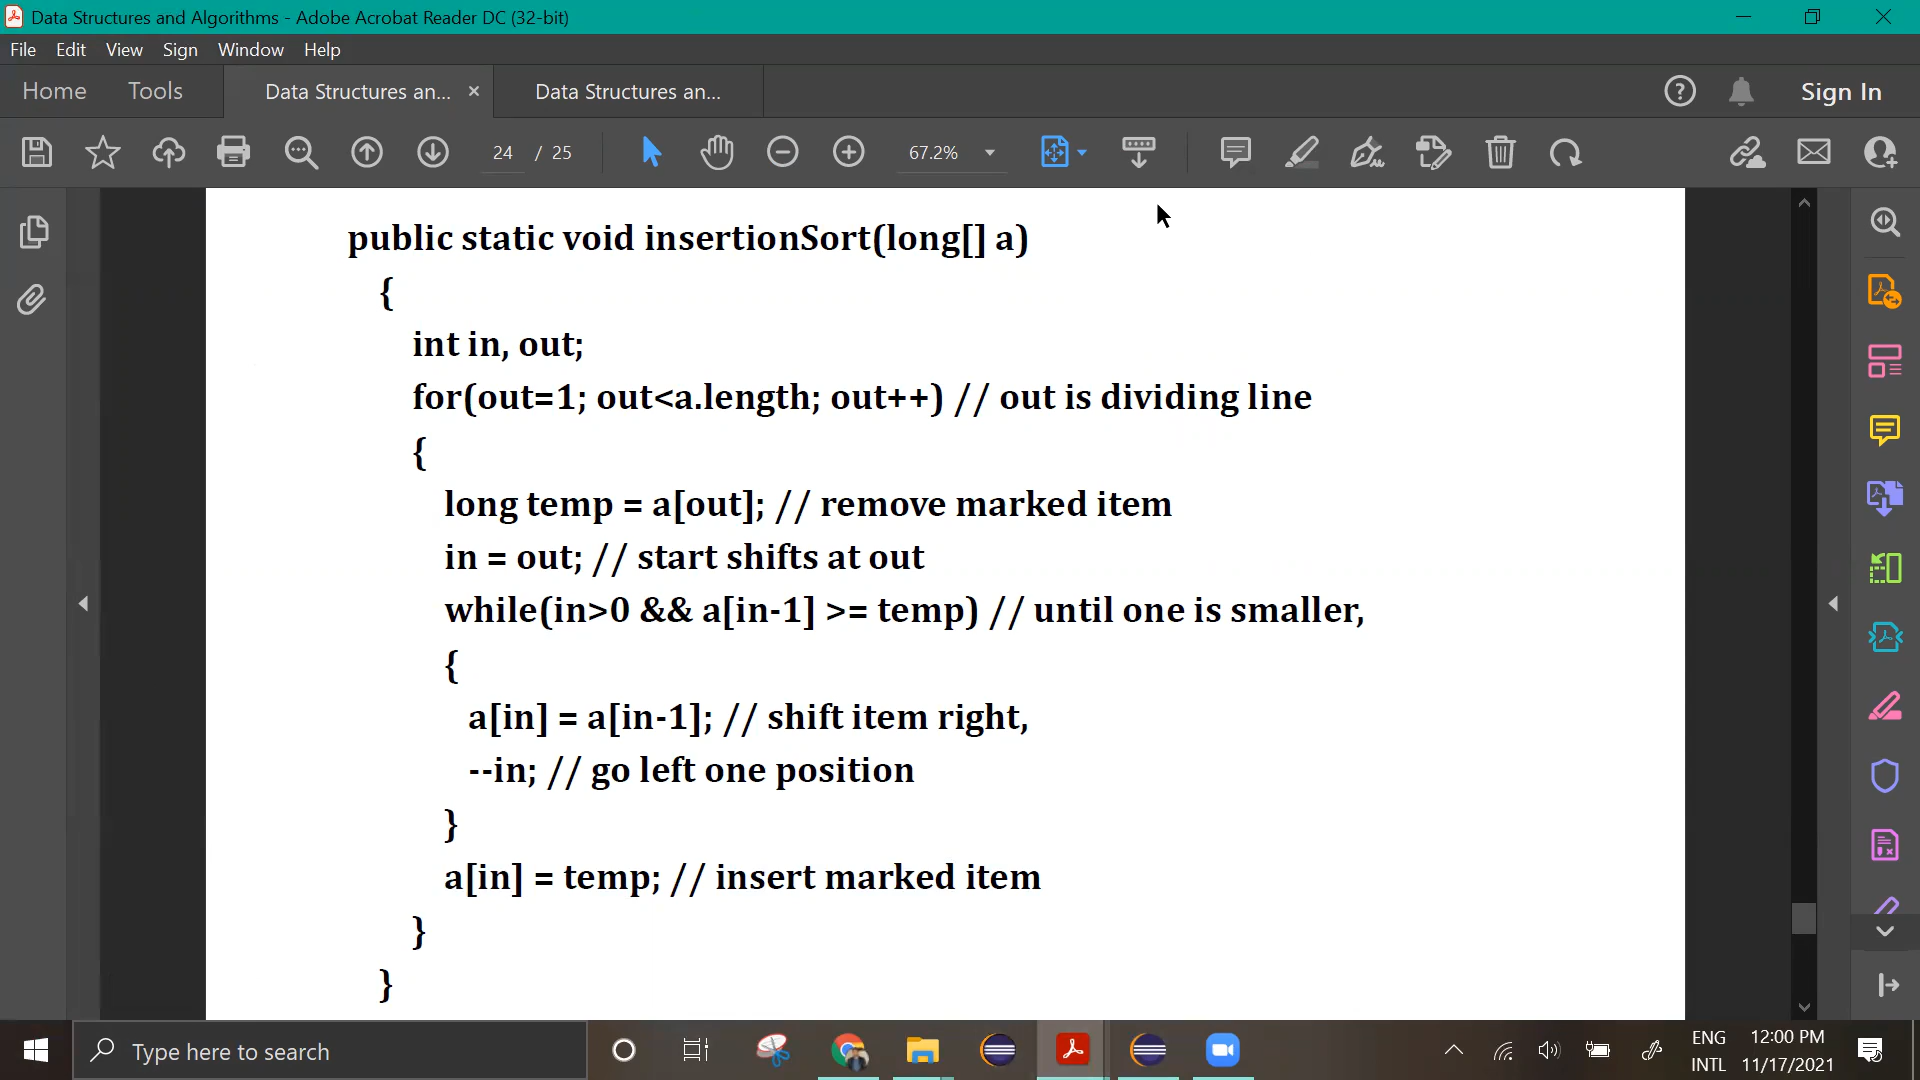 Data Structures and Algorithms - Adobe Acrobat Reader DC (32-bit)
File Edit View Sign Window Help
Home Tools Data Structures an... × Data Structures an... Sign In
24 / 25 67.2%
public static void insertionSort(long[] a)
{
int in, out;
for(out=1; out<a.length; out++) // out is dividing line
{
long temp = a[out]; // remove marked item
in = out; // start shifts at out
while(in>0 && a[in-1] >= temp) // until one is smaller,
{
a[in] = a[in-1]; // shift item right,
--in; // go left one position
}
a[in] = temp; // insert marked item
}
}
Type here to search
ENG 12:00 PM
INTL 11/17/2021